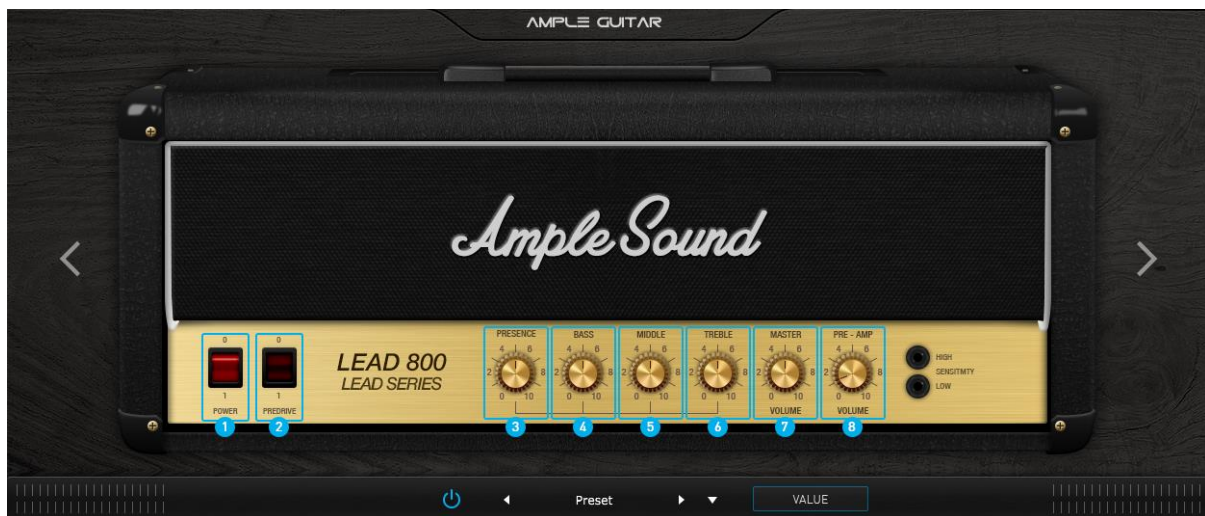 AMPLE GUITAR
Ample Sound
PRESENCE BASS MIDDLE TREBLE MASTER PRE - AMP
0 0
4 6 4 6 4 6 4 6 4 6 4 6
LEAD 800
LEAD SERIES
2 2 8 2 8 2 8 2 8 2 8
HIGH
SENSITIVITY
LOW
1 1
0 10 0 10 0 10 0 10 0 10 0 10
POWER PREDRIVE
VOLUME VOLUME
1 2 3 4 5 6 7 8
Preset
VALUE